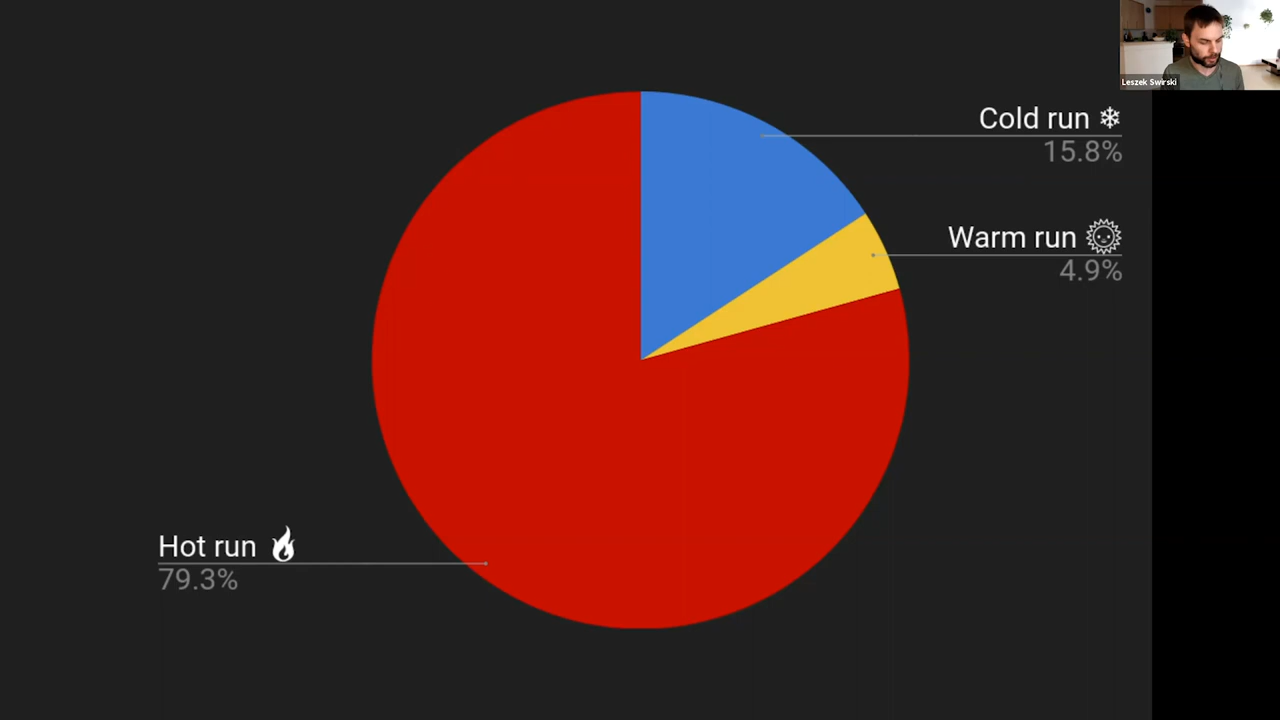 Leszek Swirski
Cold run
15.8%
Warm run
4.9%
Hot run
79.3%